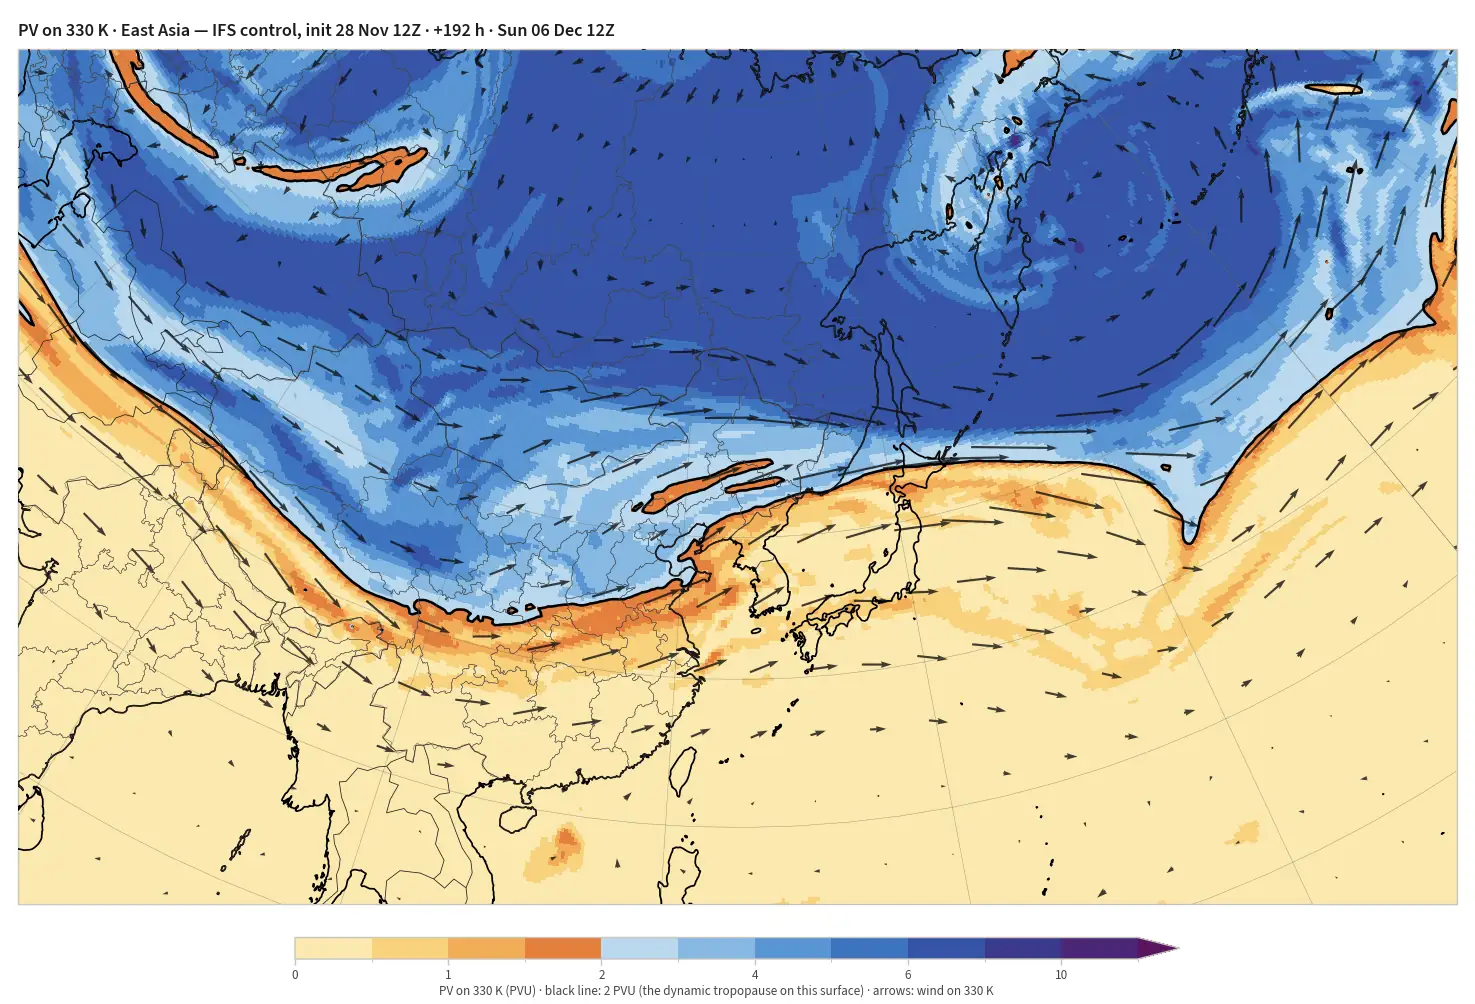 PV on 330 K · East Asia — IFS control, init 28 Nov 12Z · +192 h · Sun 06 Dec 12Z
0 1 2 4 6 10
PV on 330 K (PVU) · black line: 2 PVU (the dynamic tropopause on this surface) · arrows: wind on 330 K